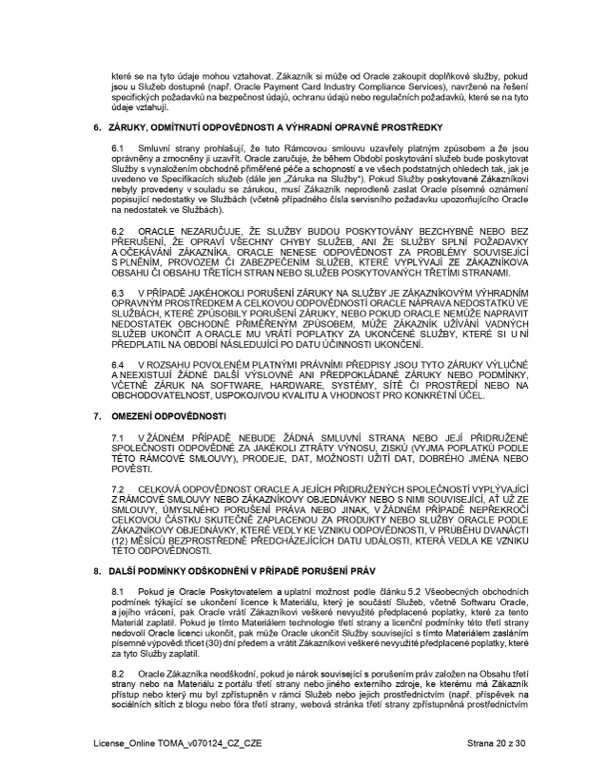 které se na tyto údaje mohou vztahovat. Zákazník si může od Oracle zakoupit doplňkové služby, pokud
jsou u Služeb dostupné (např. Oracle Payment Card Industry Compliance Services), navržené na řešení
specifických požadavků na bezpečnost údajů, ochranu údajů nebo regulačních požadavků, které se na tyto
údaje vztahují.
6. ZÁRUKY, ODMÍTNUTÍ ODPOVĚDNOSTI A VÝHRADNÍ OPRAVNÉ PROSTŘEDKY
6.1 Smluvní strany prohlašují, že tuto Rámcovou smlouvu uzavřely platným způsobem a že jsou
oprávněny a zmocněny ji uzavřít. Oracle zaručuje, že během Období poskytování služeb bude poskytovat
Služby s vynaložením obchodně přiměřené péče a schopností a ve všech podstatných ohledech tak, jak je
uvedeno ve Specifikacích služeb (dále jen „Záruka na Služby“). Pokud Služby poskytované Zákazníkovi
nebyly provedeny v souladu se zárukou, musí Zákazník neprodleně zaslat Oracle písemné oznámení
popisující nedostatky ve Službách (včetně případného čísla servisního požadavku upozorňujícího Oracle
na nedostatek ve Službách).
6.2 ORACLE NEZARUČUJE, ŽE SLUŽBY BUDOU POSKYTOVÁNY BEZCHYBNĚ NEBO BEZ
PŘERUŠENÍ, ŽE OPRAVÍ VŠECHNY CHYBY SLUŽEB, ANI ŽE SLUŽBY SPLNÍ POŽADAVKY
A OČEKÁVÁNÍ ZÁKAZNÍKA. ORACLE NENESE ODPOVĚDNOST ZA PROBLÉMY SOUVISEJÍCÍ
S PLNĚNÍM, PROVOZEM ČI ZABEZPEČENÍM SLUŽEB, KTERÉ VYPLÝVAJÍ ZE ZÁKAZNÍKOVA
OBSAHU ČI OBSAHU TŘETÍCH STRAN NEBO SLUŽEB POSKYTOVANÝCH TŘETÍMI STRANAMI.
6.3 V PŘÍPADĚ JAKÉHOKOLI PORUŠENÍ ZÁRUKY NA SLUŽBY JE ZÁKAZNÍKOVÝM VÝHRADNÍM
OPRAVNÝM PROSTŘEDKEM A CELKOVOU ODPOVĚDNOSTÍ ORACLE NÁPRAVA NEDOSTATKŮ VE
SLUŽBÁCH, KTERÉ ZPŮSOBILY PORUŠENÍ ZÁRUKY, NEBO POKUD ORACLE NEMŮŽE NAPRAVIT
NEDOSTATEK OBCHODNĚ PŘIMĚŘENÝM ZPŮSOBEM, MŮŽE ZÁKAZNÍK UŽÍVÁNÍ VADNÝCH
SLUŽEB UKONČIT A ORACLE MU VRÁTÍ POPLATKY ZA UKONČENÉ SLUŽBY, KTERÉ SI U NÍ
PŘEDPLATIL NA OBDOBÍ NÁSLEDUJÍCÍ PO DATU ÚČINNOSTI UKONČENÍ.
6.4 V ROZSAHU POVOLENÉM PLATNÝMI PRÁVNÍMI PŘEDPISY JSOU TYTO ZÁRUKY VÝLUČNÉ
A NEEXISTUJÍ ŽÁDNÉ DALŠÍ VÝSLOVNÉ ANI PŘEDPOKLÁDANÉ ZÁRUKY NEBO PODMÍNKY,
VČETNĚ ZÁRUK NA SOFTWARE, HARDWARE, SYSTÉMY, SÍTĚ ČI PROSTŘEDÍ NEBO NA
OBCHODOVATELNOST, USPOKOJIVOU KVALITU A VHODNOST PRO KONKRÉTNÍ ÚČEL.
7. OMEZENÍ ODPOVĚDNOSTI
7.1 V ŽÁDNÉM PŘÍPADĚ NEBUDE ŽÁDNÁ SMLUVNÍ STRANA NEBO JEJÍ PŘIDRUŽENÉ
SPOLEČNOSTI ODPOVĚDNÉ ZA JAKÉKOLI ZTRÁTY VÝNOSU, ZISKŮ (VYJMA POPLATKŮ PODLE
TÉTO RÁMCOVÉ SMLOUVY), PRODEJE, DAT, MOŽNOSTI UŽITÍ DAT, DOBRÉHO JMÉNA NEBO
POVĚSTI.
7.2 CELKOVÁ ODPOVĚDNOST ORACLE A JEJÍCH PŘIDRUŽENÝCH SPOLEČNOSTÍ VYPLÝVAJÍCÍ
Z RÁMCOVÉ SMLOUVY NEBO ZÁKAZNÍKOVY OBJEDNÁVKY NEBO S NIMI SOUVISEJÍCÍ, AŤ UŽ ZE
SMLOUVY, ÚMYSLNÉHO PORUŠENÍ PRÁVA NEBO JINAK, V ŽÁDNÉM PŘÍPADĚ NEPŘEKROČÍ
CELKOVOU ČÁSTKU SKUTEČNĚ ZAPLACENOU ZA PRODUKTY NEBO SLUŽBY ORACLE PODLE
ZÁKAZNÍKOVY OBJEDNÁVKY, KTERÉ VEDLY KE VZNIKU ODPOVĚDNOSTI, V PRŮBĚHU DVANÁCTI
(12) MĚSÍCŮ BEZPROSTŘEDNĚ PŘEDCHÁZEJÍCÍCH DATU UDÁLOSTI, KTERÁ VEDLA KE VZNIKU
TÉTO ODPOVĚDNOSTI.
8. DALŠÍ PODMÍNKY ODŠKODNĚNÍ V PŘÍPADĚ PORUŠENÍ PRÁV
8.1 Pokud je Oracle Poskytovatelem a uplatní možnost podle článku 5.2 Všeobecných obchodních
podmínek týkající se ukončení licence k Materiálu, který je součástí Služeb, včetně Softwaru Oracle,
a jejího vrácení, pak Oracle vrátí Zákazníkovi veškeré nevyužité předplacené poplatky, které za tento
Materiál zaplatil. Pokud je tímto Materiálem technologie třetí strany a licenční podmínky této třetí strany
nedovolí Oracle licenci ukončit, pak může Oracle ukončit Služby související s tímto Materiálem zasláním
písemné výpovědi třicet (30) dní předem a vrátit Zákazníkovi veškeré nevyužité předplacené poplatky, které
za tyto Služby zaplatil.
8.2 Oracle Zákazníka neodškodní, pokud je nárok související s porušením práv založen na Obsahu třetí
strany nebo na Materiálu z portálu třetí strany nebo jiného externího zdroje, ke kterému má Zákazník
přístup nebo který mu byl zpřístupněn v rámci Služeb nebo jejich prostřednictvím (např. příspěvek na
sociálních sítích z blogu nebo fóra třetí strany, webová stránka třetí strany zpřístupněná prostřednictvím
License_Online TOMA_v070124_CZ_CZE Strana 20 z 30